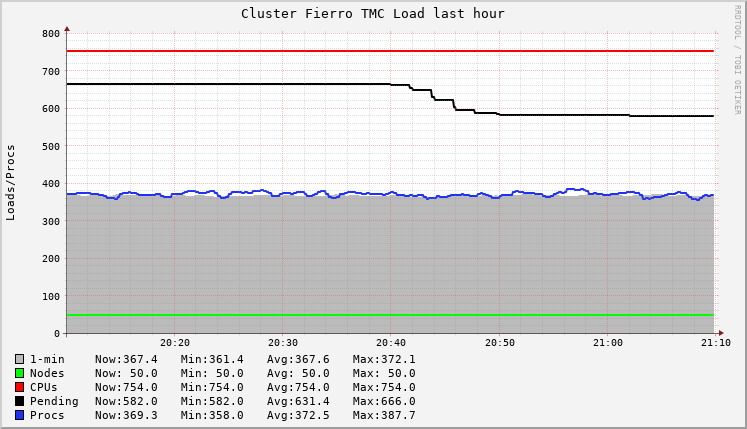 Cluster Fierro TMC Load last hour
RRDTOOL / TOBI OETIKER
Loads/Procs
800
700
600
500
400
300
200
100
0
20:20 20:30 20:40 20:50 21:00 21:10
1-min Now:367.4 Min:361.4 Avg:367.6 Max:372.1
Nodes Now: 50.0 Min: 50.0 Avg: 50.0 Max: 50.0
CPUs Now:754.0 Min:754.0 Avg:754.0 Max:754.0
Pending Now:582.0 Min:582.0 Avg:631.4 Max:666.0
Procs Now:369.3 Min:358.0 Avg:372.5 Max:387.7